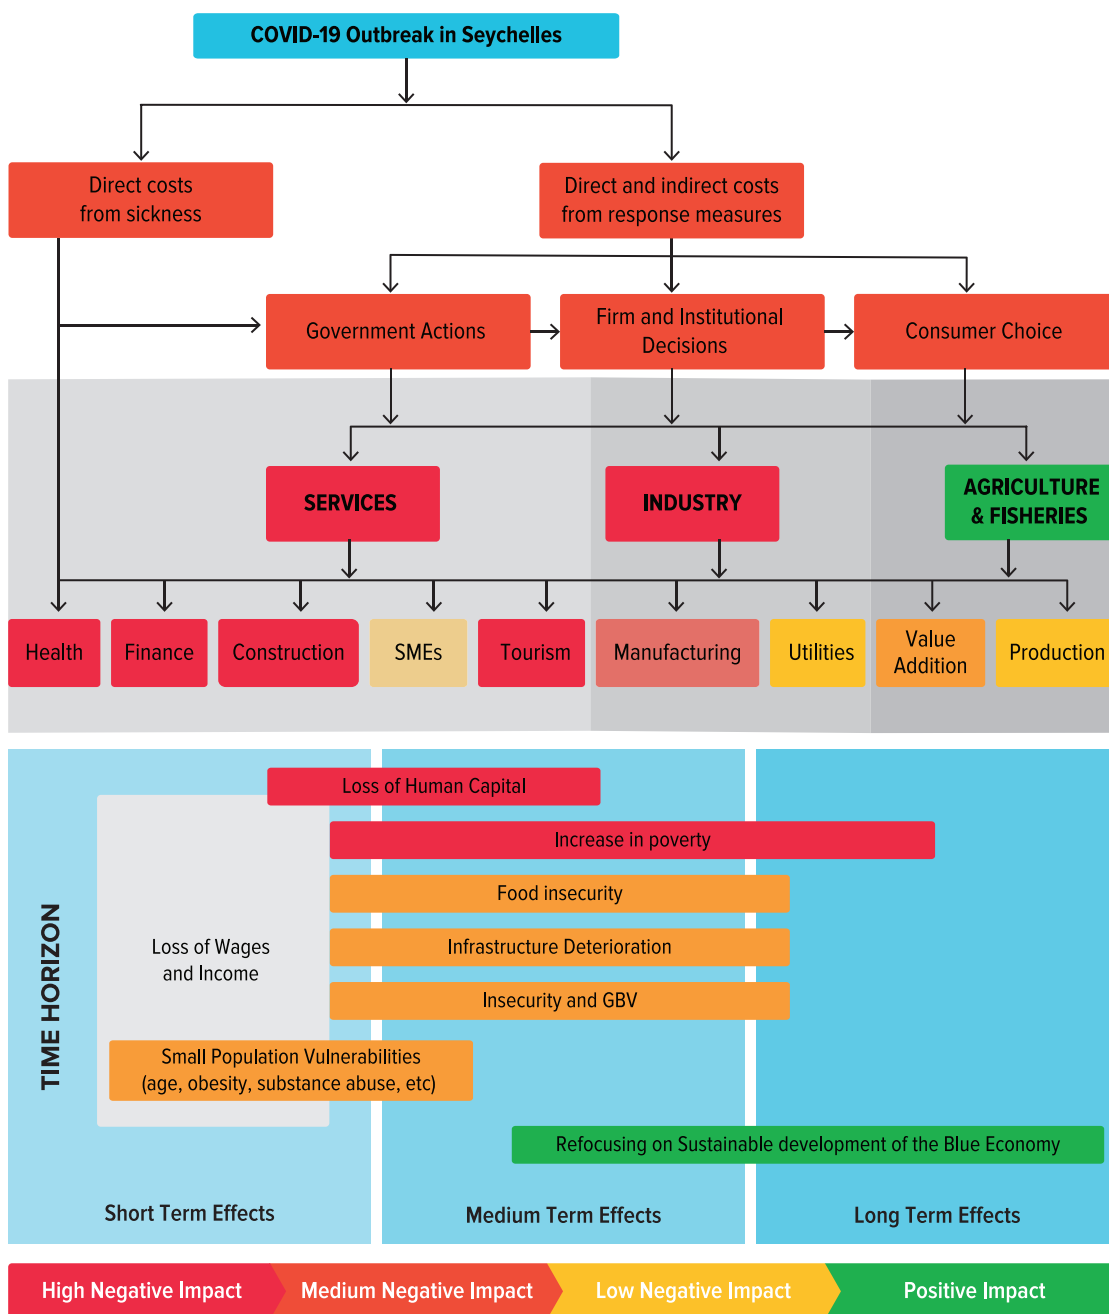 COVID-19 Outbreak in Seychelles
Direct costs
from sickness
Direct and indirect costs
from response measures
Government Actions
Firm and Institutional
Decisions
Consumer Choice
SERVICES
INDUSTRY
AGRICULTURE
& FISHERIES
Health
Finance
Construction
SMEs
Tourism
Manufacturing
Utilities
Value
Addition
Production
TIME HORIZON
Loss of Human Capital
Increase in poverty
Food insecurity
Loss of Wages
and Income
Infrastructure Deterioration
Insecurity and GBV
Small Population Vulnerabilities
(age, obesity, substance abuse, etc)
Refocusing on Sustainable development of the Blue Economy
Short Term Effects
Medium Term Effects
Long Term Effects
High Negative Impact
Medium Negative Impact
Low Negative Impact
Positive Impact